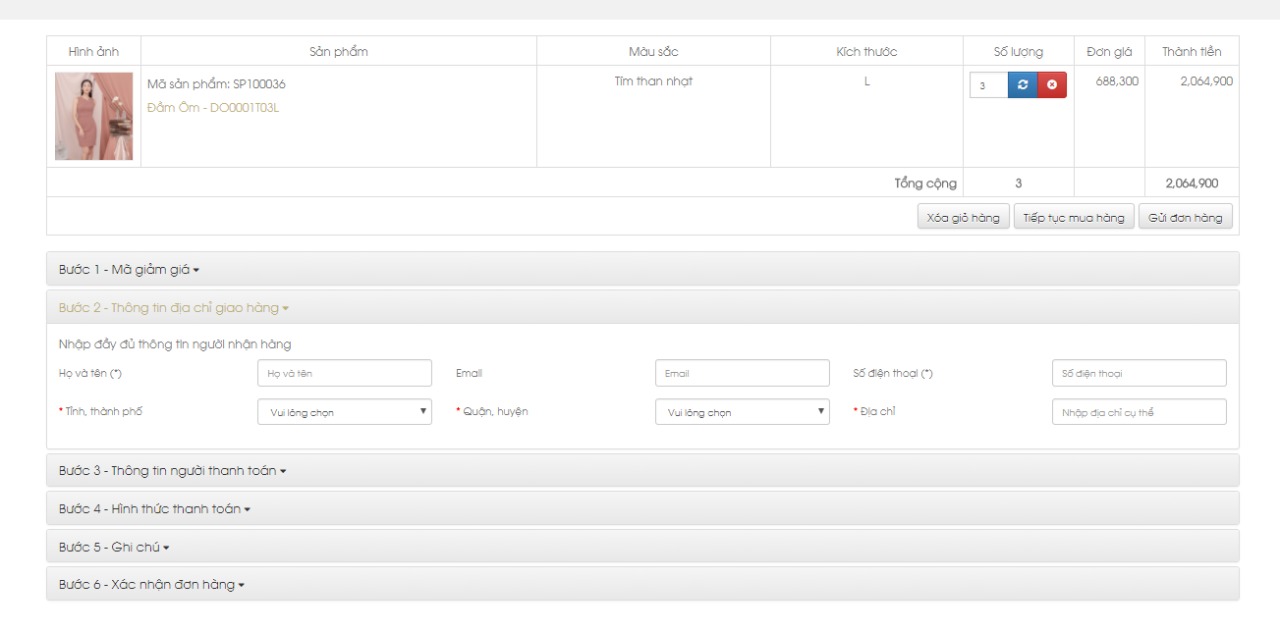 Hình ảnh Sản phẩm Màu sắc Kích thước Số lượng Đơn giá Thành tiền
Mã sản phẩm: SP100036 Tím than nhạt L 3 688,300 2,064,900
Đầm Ôm - DO0001T03L
Tổng cộng 3 2,064,900
Xóa giỏ hàng Tiếp tục mua hàng Gửi đơn hàng
Bước 1 - Mã giảm giá
Bước 2 - Thông tin địa chỉ giao hàng
Nhập đầy đủ thông tin người nhận hàng
Họ và tên (*) Họ và tên Email Email Số điện thoại (*) Số điện thoại
* Tỉnh, thành phố Vui lòng chọn * Quận, huyện Vui lòng chọn * Địa chỉ Nhập địa chỉ cụ thể
Bước 3 - Thông tin người thanh toán
Bước 4 - Hình thức thanh toán
Bước 5 - Ghi chú
Bước 6 - Xác nhận đơn hàng